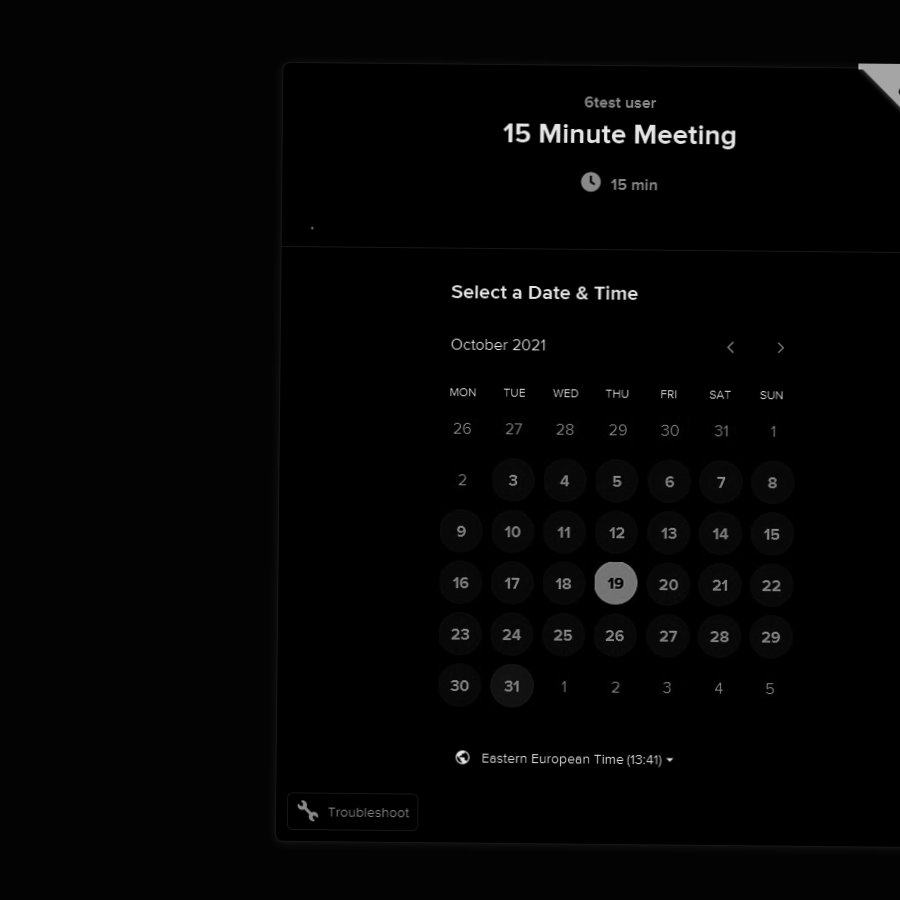 6test user
15 Minute Meeting
15 min
Select a Date & Time
October 2021
MON TUE WED THU FRI SAT SUN
26 27 28 29 30 31 1
2 3 4 5 6 7 8
9 10 11 12 13 14 15
16 17 18 19 20 21 22
23 24 25 26 27 28 29
30 31 1 2 3 4 5
Eastern European Time (13:41)
Troubleshoot